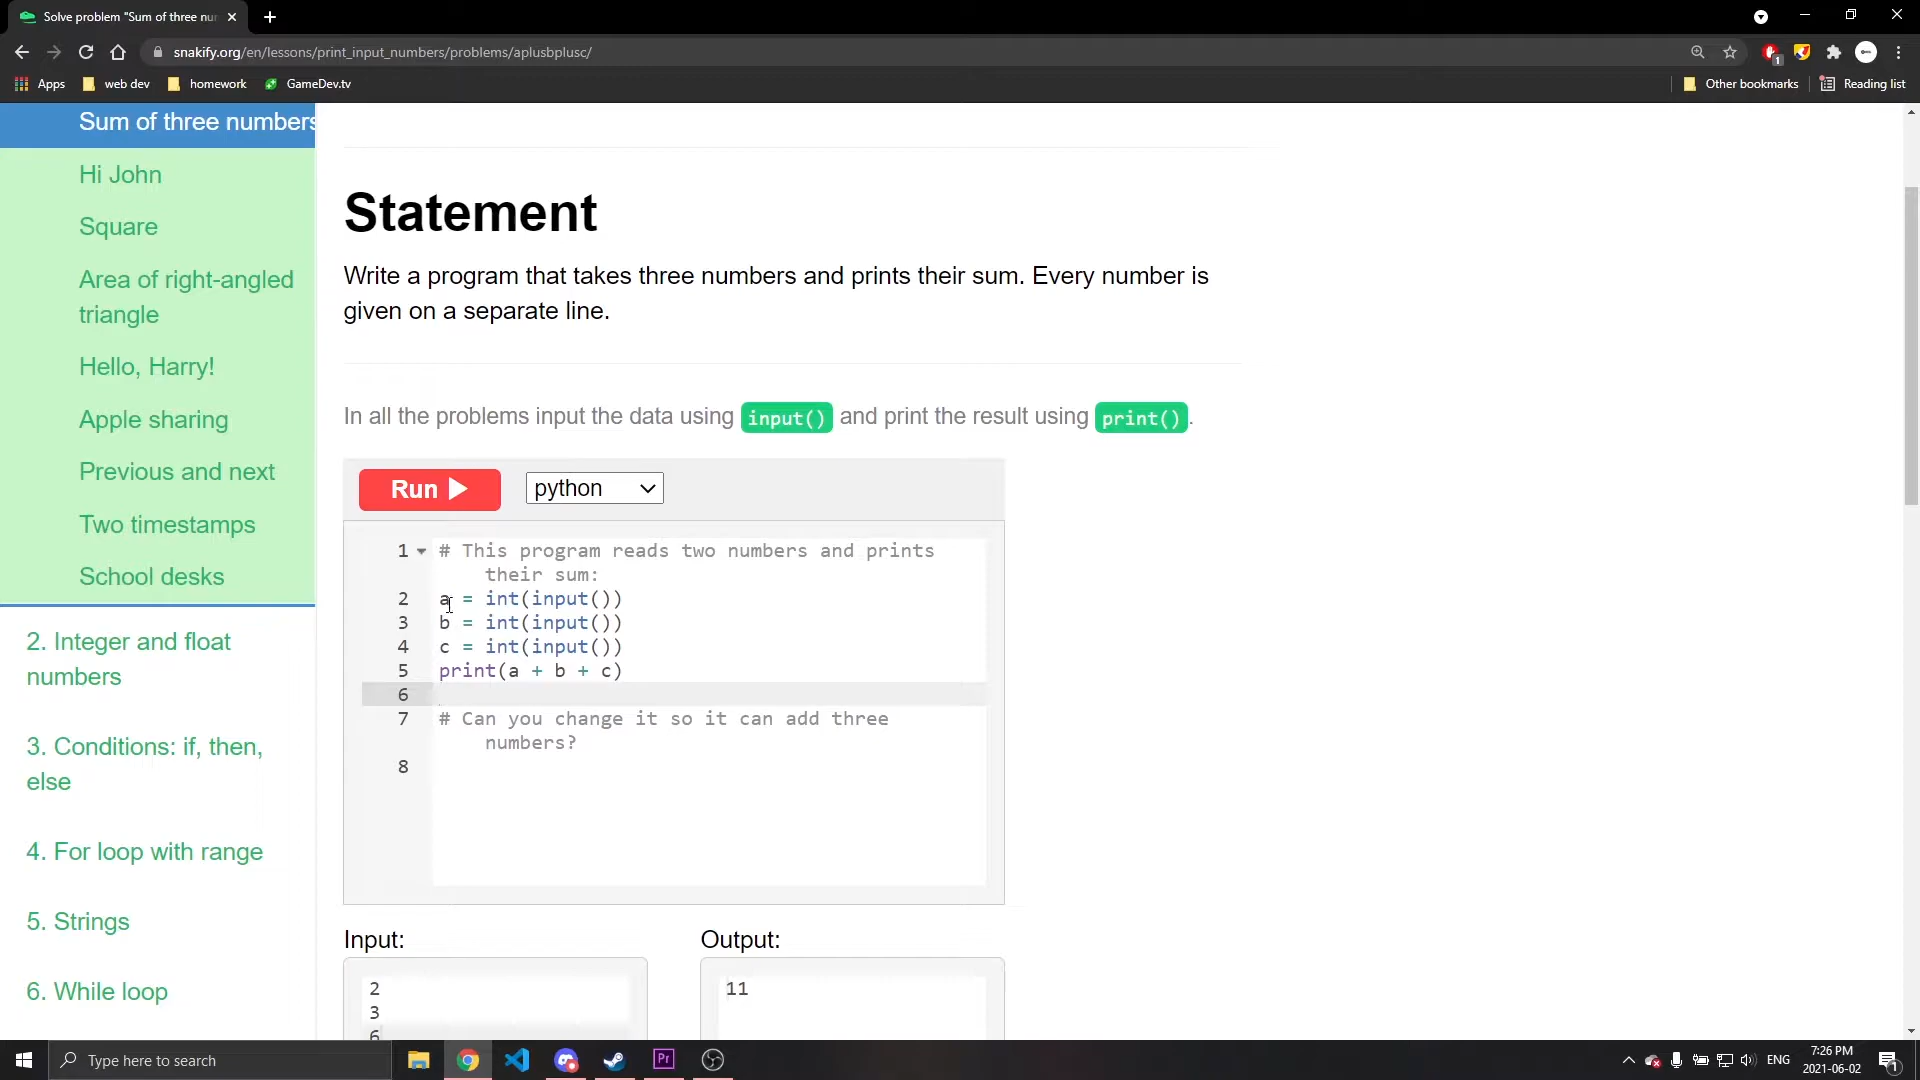 Solve problem "Sum of three nu
snakify.org/en/lessons/print_input_numbers/problems/aplusbplusc/
Apps
web dev
homework
GameDev.tv
Other bookmarks
Reading list
Sum of three numbers
Hi John
Square
Area of right-angled
triangle
Hello, Harry!
Apple sharing
Previous and next
Two timestamps
School desks
2. Integer and float
numbers
3. Conditions: if, then,
else
4. For loop with range
5. Strings
6. While loop
Statement
Write a program that takes three numbers and prints their sum. Every number is
given on a separate line.
In all the problems input the data using input() and print the result using print().
Run
python
1 # This program reads two numbers and prints
their sum:
2 a = int(input())
3 b = int(input())
4 c = int(input())
5 print(a + b + c)
6
7 # Can you change it so it can add three
numbers?
8
Input:
2
3
6
Output:
11
Type here to search
Pr
ENG
7:26 PM
2021-06-02
1